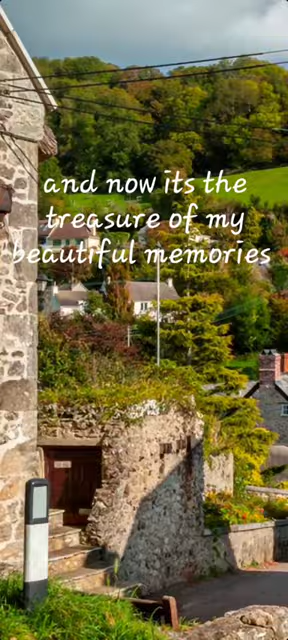 and now its the
treasure of my
beautiful memories